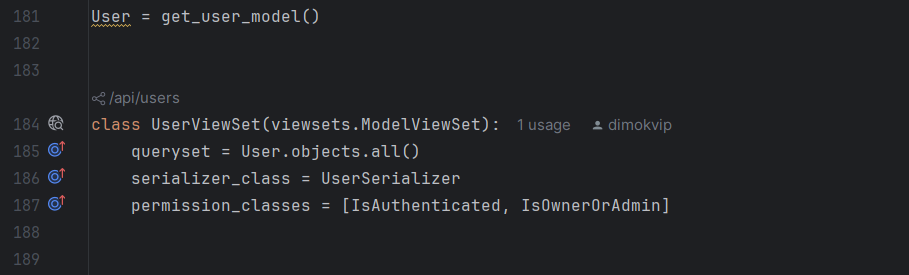 181 User = get_user_model()
182
183
/api/users
184 class UserViewSet(viewsets.ModelViewSet): 1 usage dimokvip
185 queryset = User.objects.all()
186 serializer_class = UserSerializer
187 permission_classes = [IsAuthenticated, IsOwnerOrAdmin]
188
189